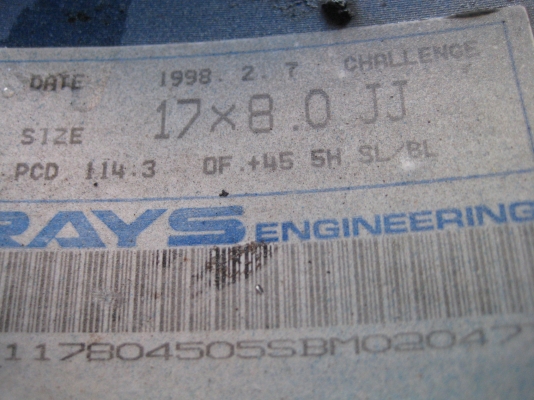 DATE 1998. 2. 7 CHALLENGE
SIZE 17×8.0 JJ
PCD 114.3 OF.+45 5H SL/BL
RAYS ENGINEERING
117804505SBM02047